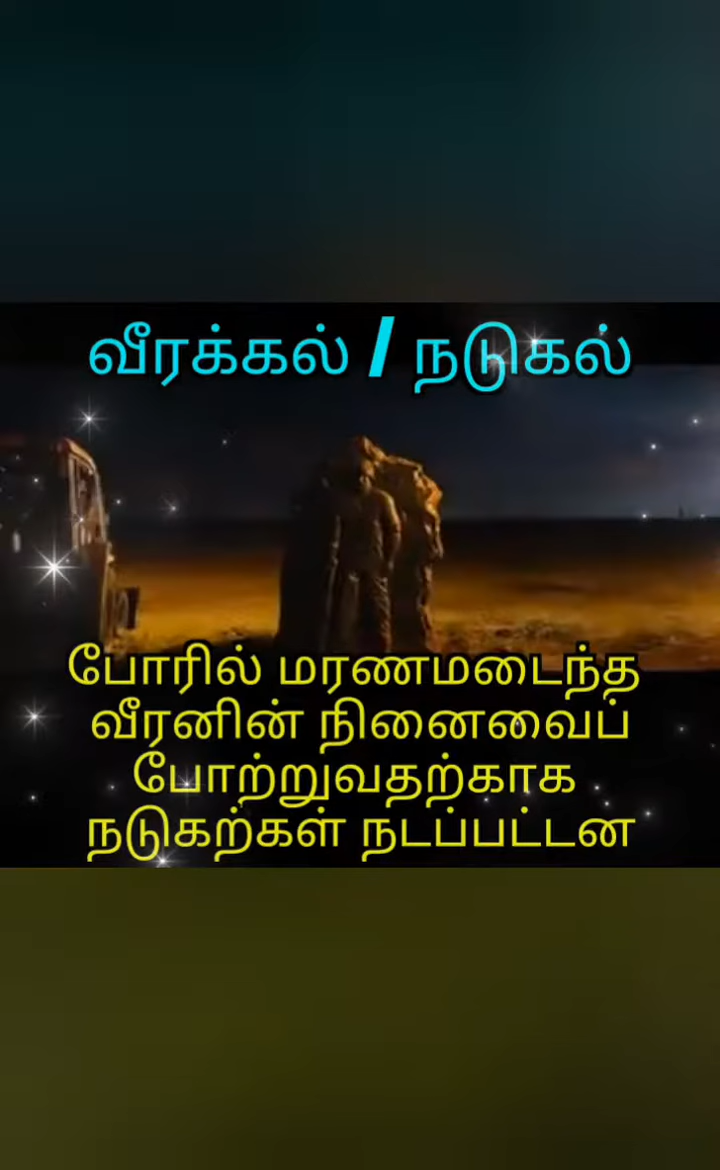 வீரக்கல் / நடுகல்
போரில் மரணமடைந்த
வீரனின் நினைவைப்
போற்றுவதற்காக
நடுகற்கள் நடப்பட்டன